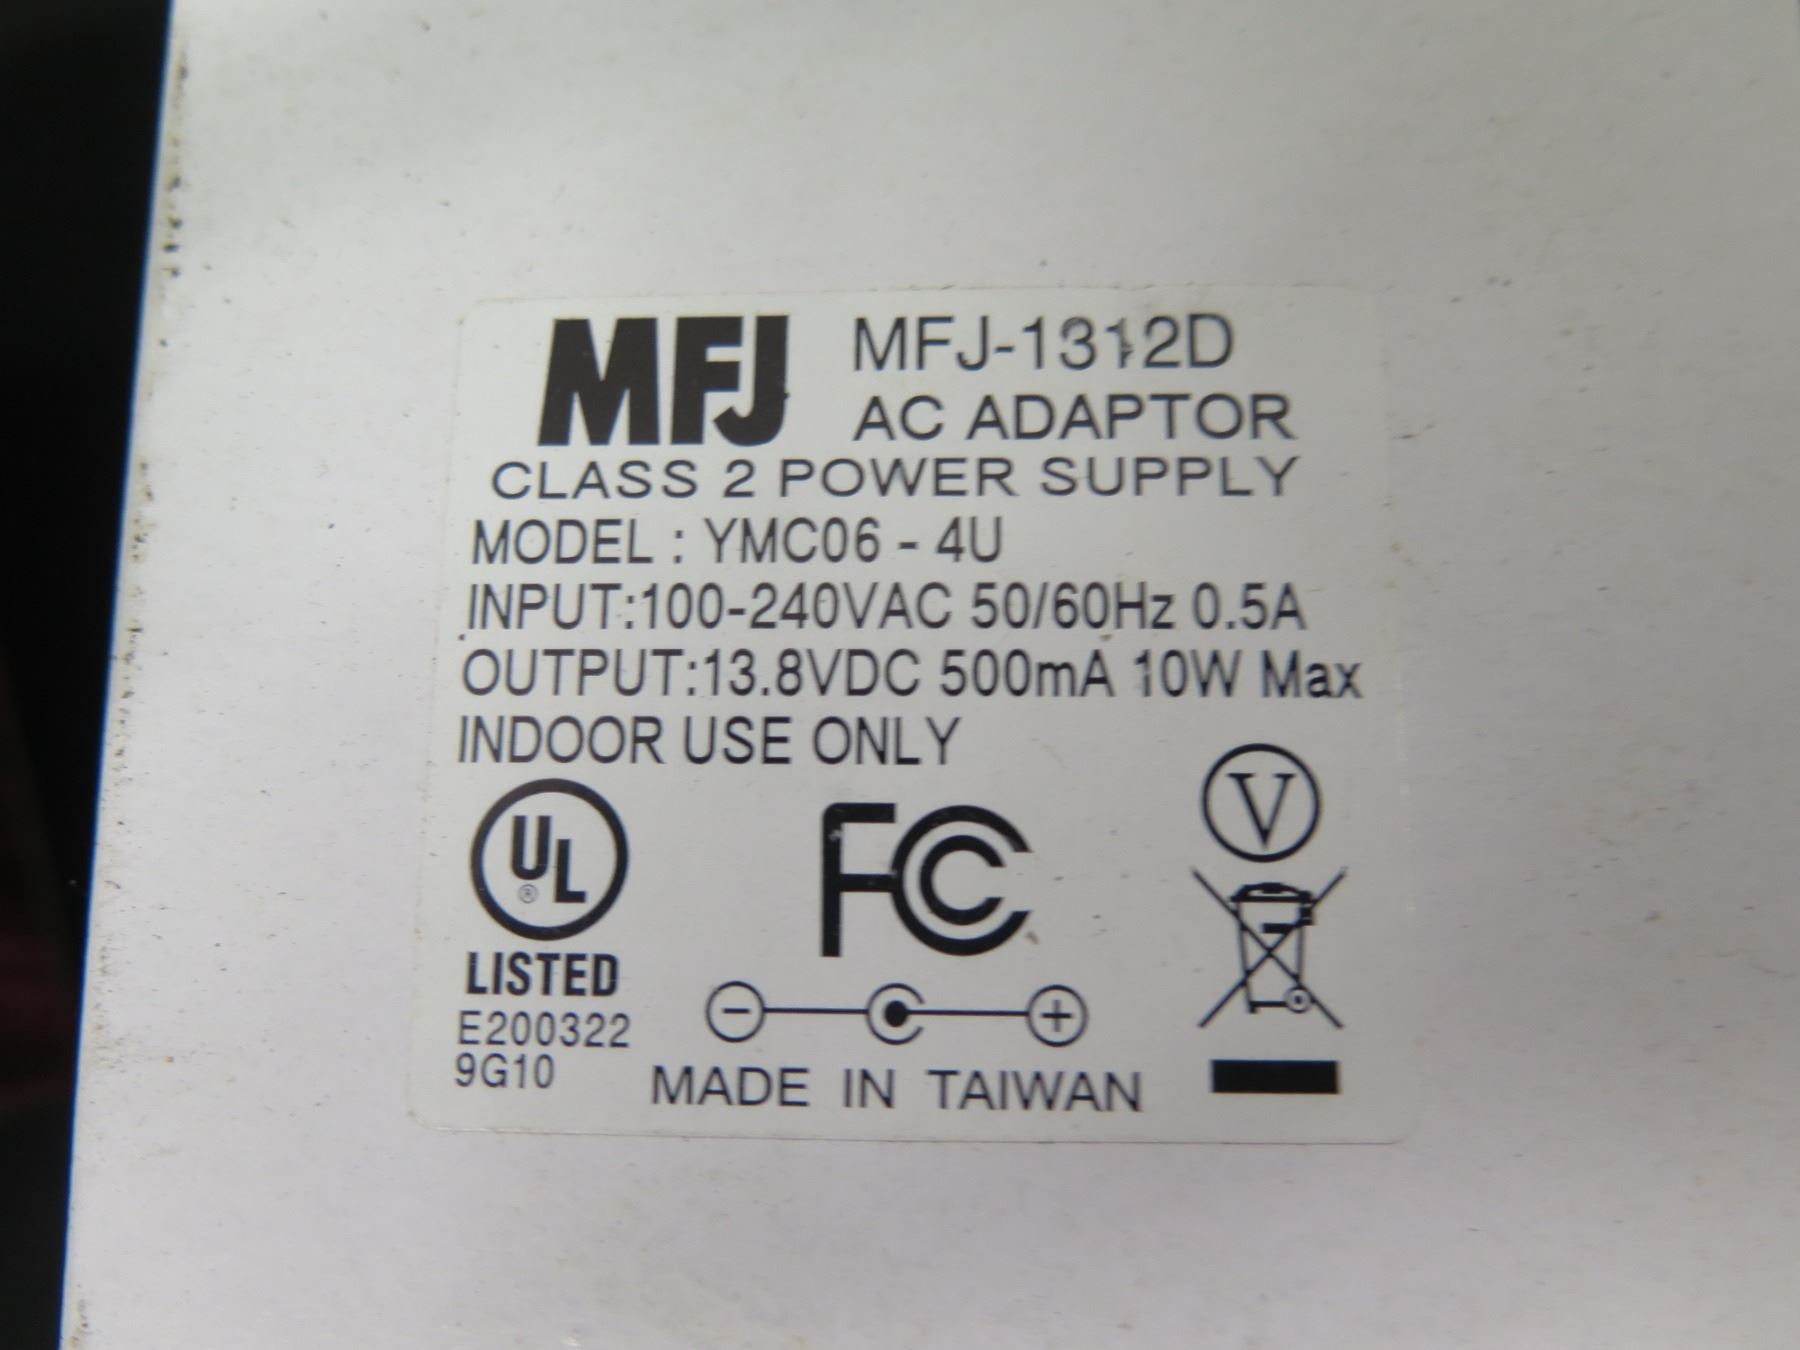 MFJ MFJ-1312D
AC ADAPTOR
CLASS 2 POWER SUPPLY
MODEL : YMC06 - 4U
INPUT:100-240VAC 50/60Hz 0.5A
OUTPUT:13.8VDC 500mA 10W Max
INDOOR USE ONLY
V
UL ®
FC
LISTED
E200322
9G10
MADE IN TAIWAN